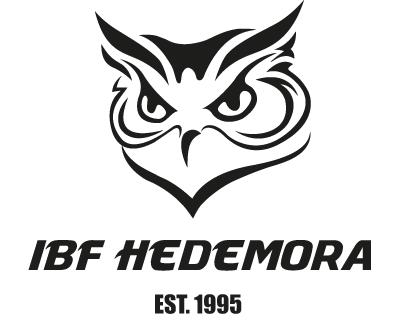 IBF HEDEMORA
EST. 1995